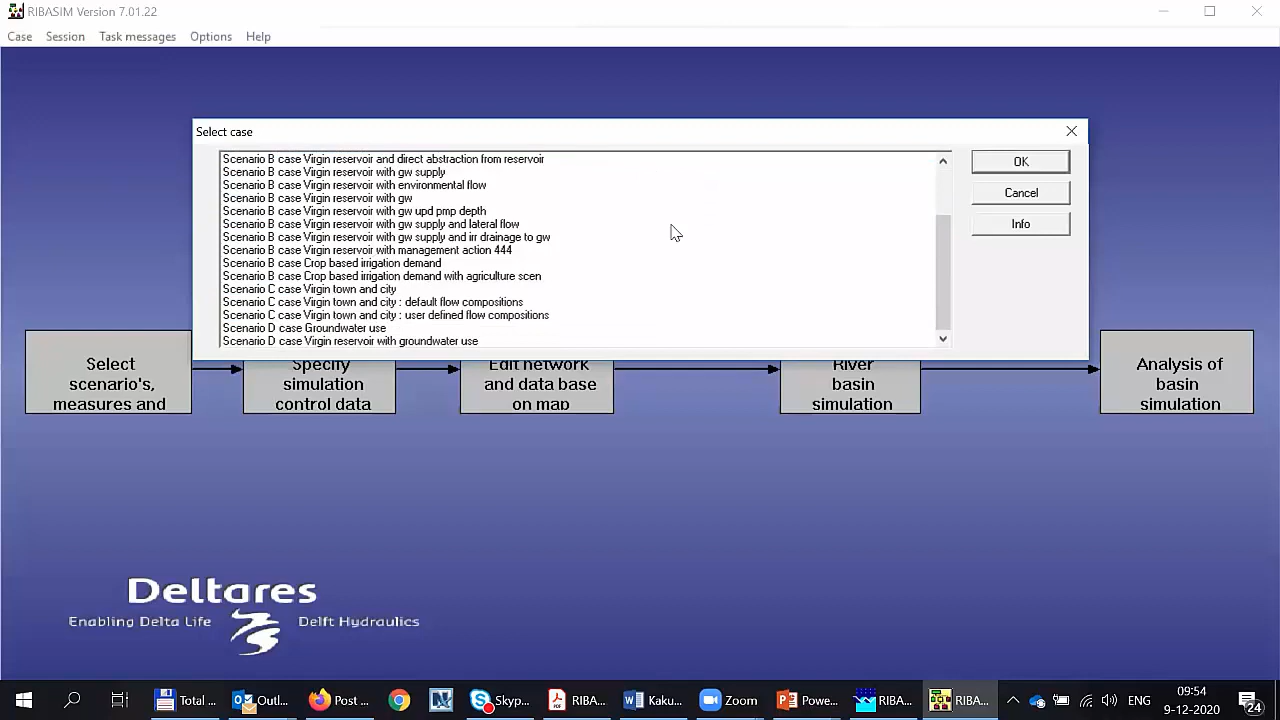 RIBASIM Version 7.01.22
Case Session Task messages Options Help
Select case
Scenario B case Virgin reservoir and direct abstraction from reservoir
Scenario B case Virgin reservoir with gw supply
Scenario B case Virgin reservoir with environmental flow
Scenario B case Virgin reservoir with gw
Scenario B case Virgin reservoir with gw upd pmp depth
Scenario B case Virgin reservoir with gw supply and lateral flow
Scenario B case Virgin reservoir with gw supply and irr drainage to gw
Scenario B case Virgin reservoir with management action 444
Scenario B case Crop based irrigation demand
Scenario B case Crop based irrigation demand with agriculture scen
Scenario C case Virgin town and city
Scenario C case Virgin town and city : default flow compositions
Scenario C case Virgin town and city : user defined flow compositions
Scenario D case Groundwater use
Scenario D case Virgin reservoir with groundwater use
OK
Cancel
Info
Select
scenario's,
measures and
Specify
simulation
control data
Edit network
and data base
on map
River
basin
simulation
Analysis of
basin
simulation
Deltares
Enabling Delta Life
Delft Hydraulics
Total ...
Outl...
Post ...
Skyp...
RIBA...
Kaku...
Zoom
Powe...
RIBA...
RIBA...
ENG
09:54
9-12-2020
24